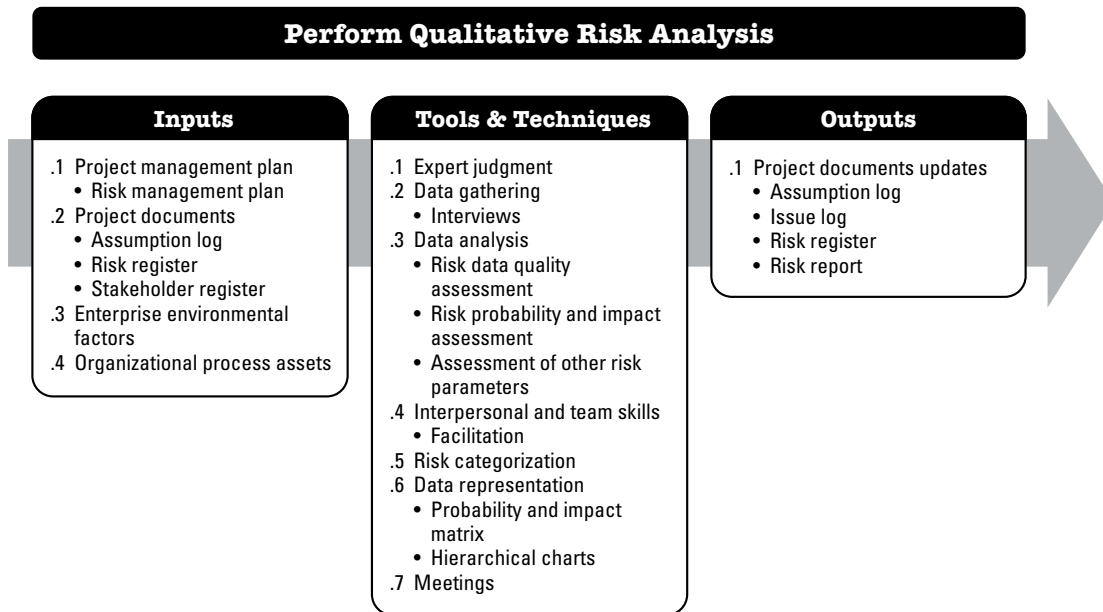 Perform Qualitative Risk Analysis
Inputs
.1 Project management plan
• Risk management plan
.2 Project documents
• Assumption log
• Risk register
• Stakeholder register
.3 Enterprise environmental
factors
.4 Organizational process assets
Tools & Techniques
.1 Expert judgment
.2 Data gathering
• Interviews
.3 Data analysis
• Risk data quality
assessment
• Risk probability and impact
assessment
• Assessment of other risk
parameters
.4 Interpersonal and team skills
• Facilitation
.5 Risk categorization
.6 Data representation
• Probability and impact
matrix
• Hierarchical charts
.7 Meetings
Outputs
.1 Project documents updates
• Assumption log
• Issue log
• Risk register
• Risk report